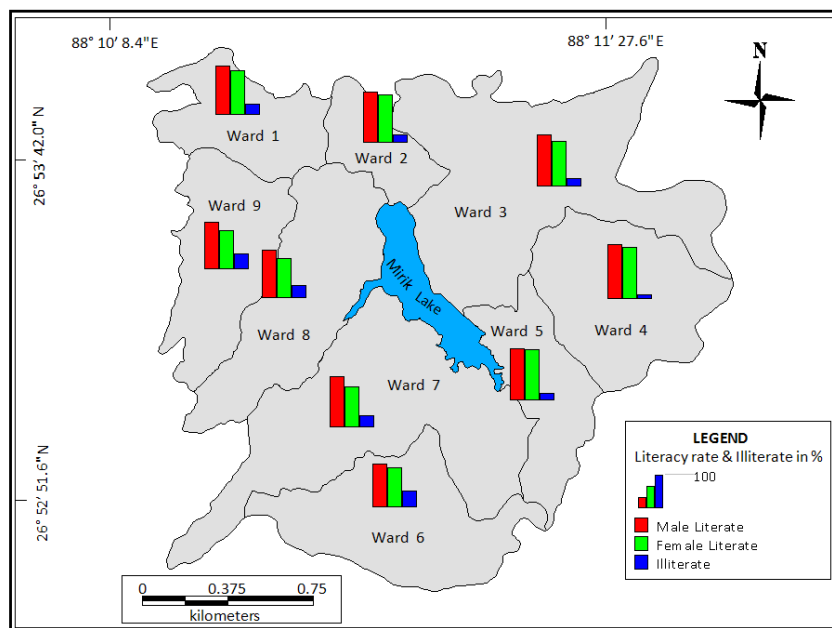 88° 10' 8.4"E
88° 11' 27.6"E
N
26° 53' 42.0" N
Ward 1
Ward 2
Ward 9
Ward 3
Mirik Lake
Ward 8
Ward 5
Ward 4
Ward 7
26° 52' 51.6" N
Ward 6
LEGEND
Literacy rate & Illiterate in %
100
Male Literate
Female Literate
Illiterate
0 0.375 0.75
kilometers